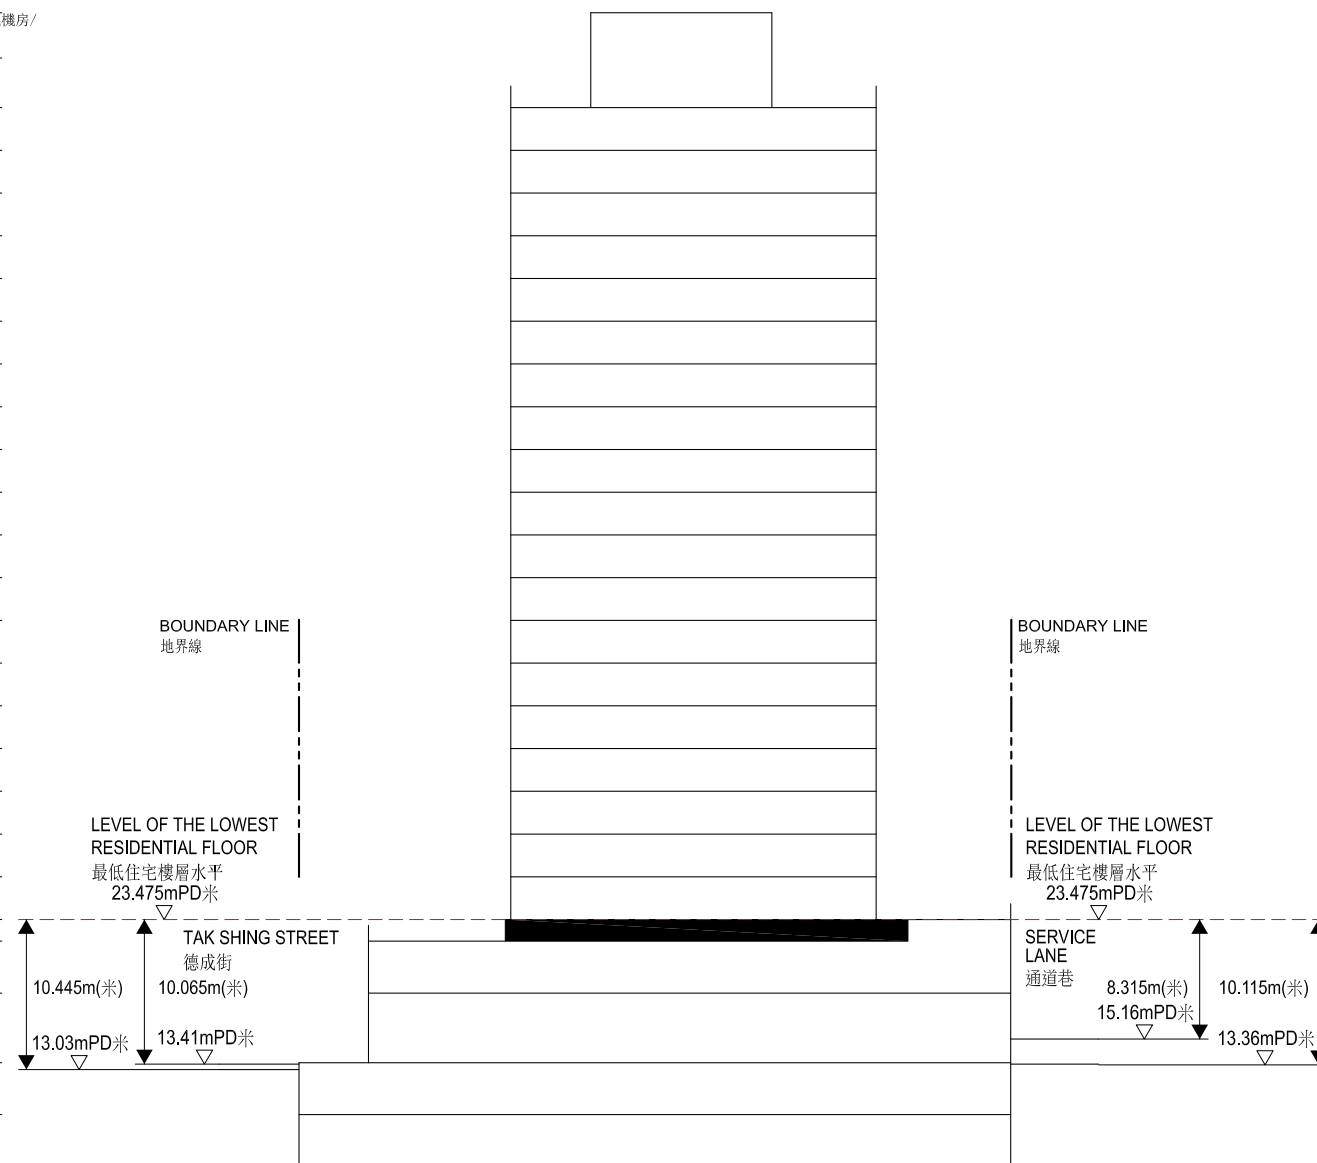 機房/
BOUNDARY LINE
地界線
BOUNDARY LINE
地界線
LEVEL OF THE LOWEST
RESIDENTIAL FLOOR
最低住宅樓層水平
23.475mPD米
LEVEL OF THE LOWEST
RESIDENTIAL FLOOR
最低住宅樓層水平
23.475mPD米
TAK SHING STREET
德成街
10.445m(米)
10.065m(米)
13.03mPD米
13.41mPD米
SERVICE
LANE
通道巷
8.315m(米)
10.115m(米)
15.16mPD米
13.36mPD米